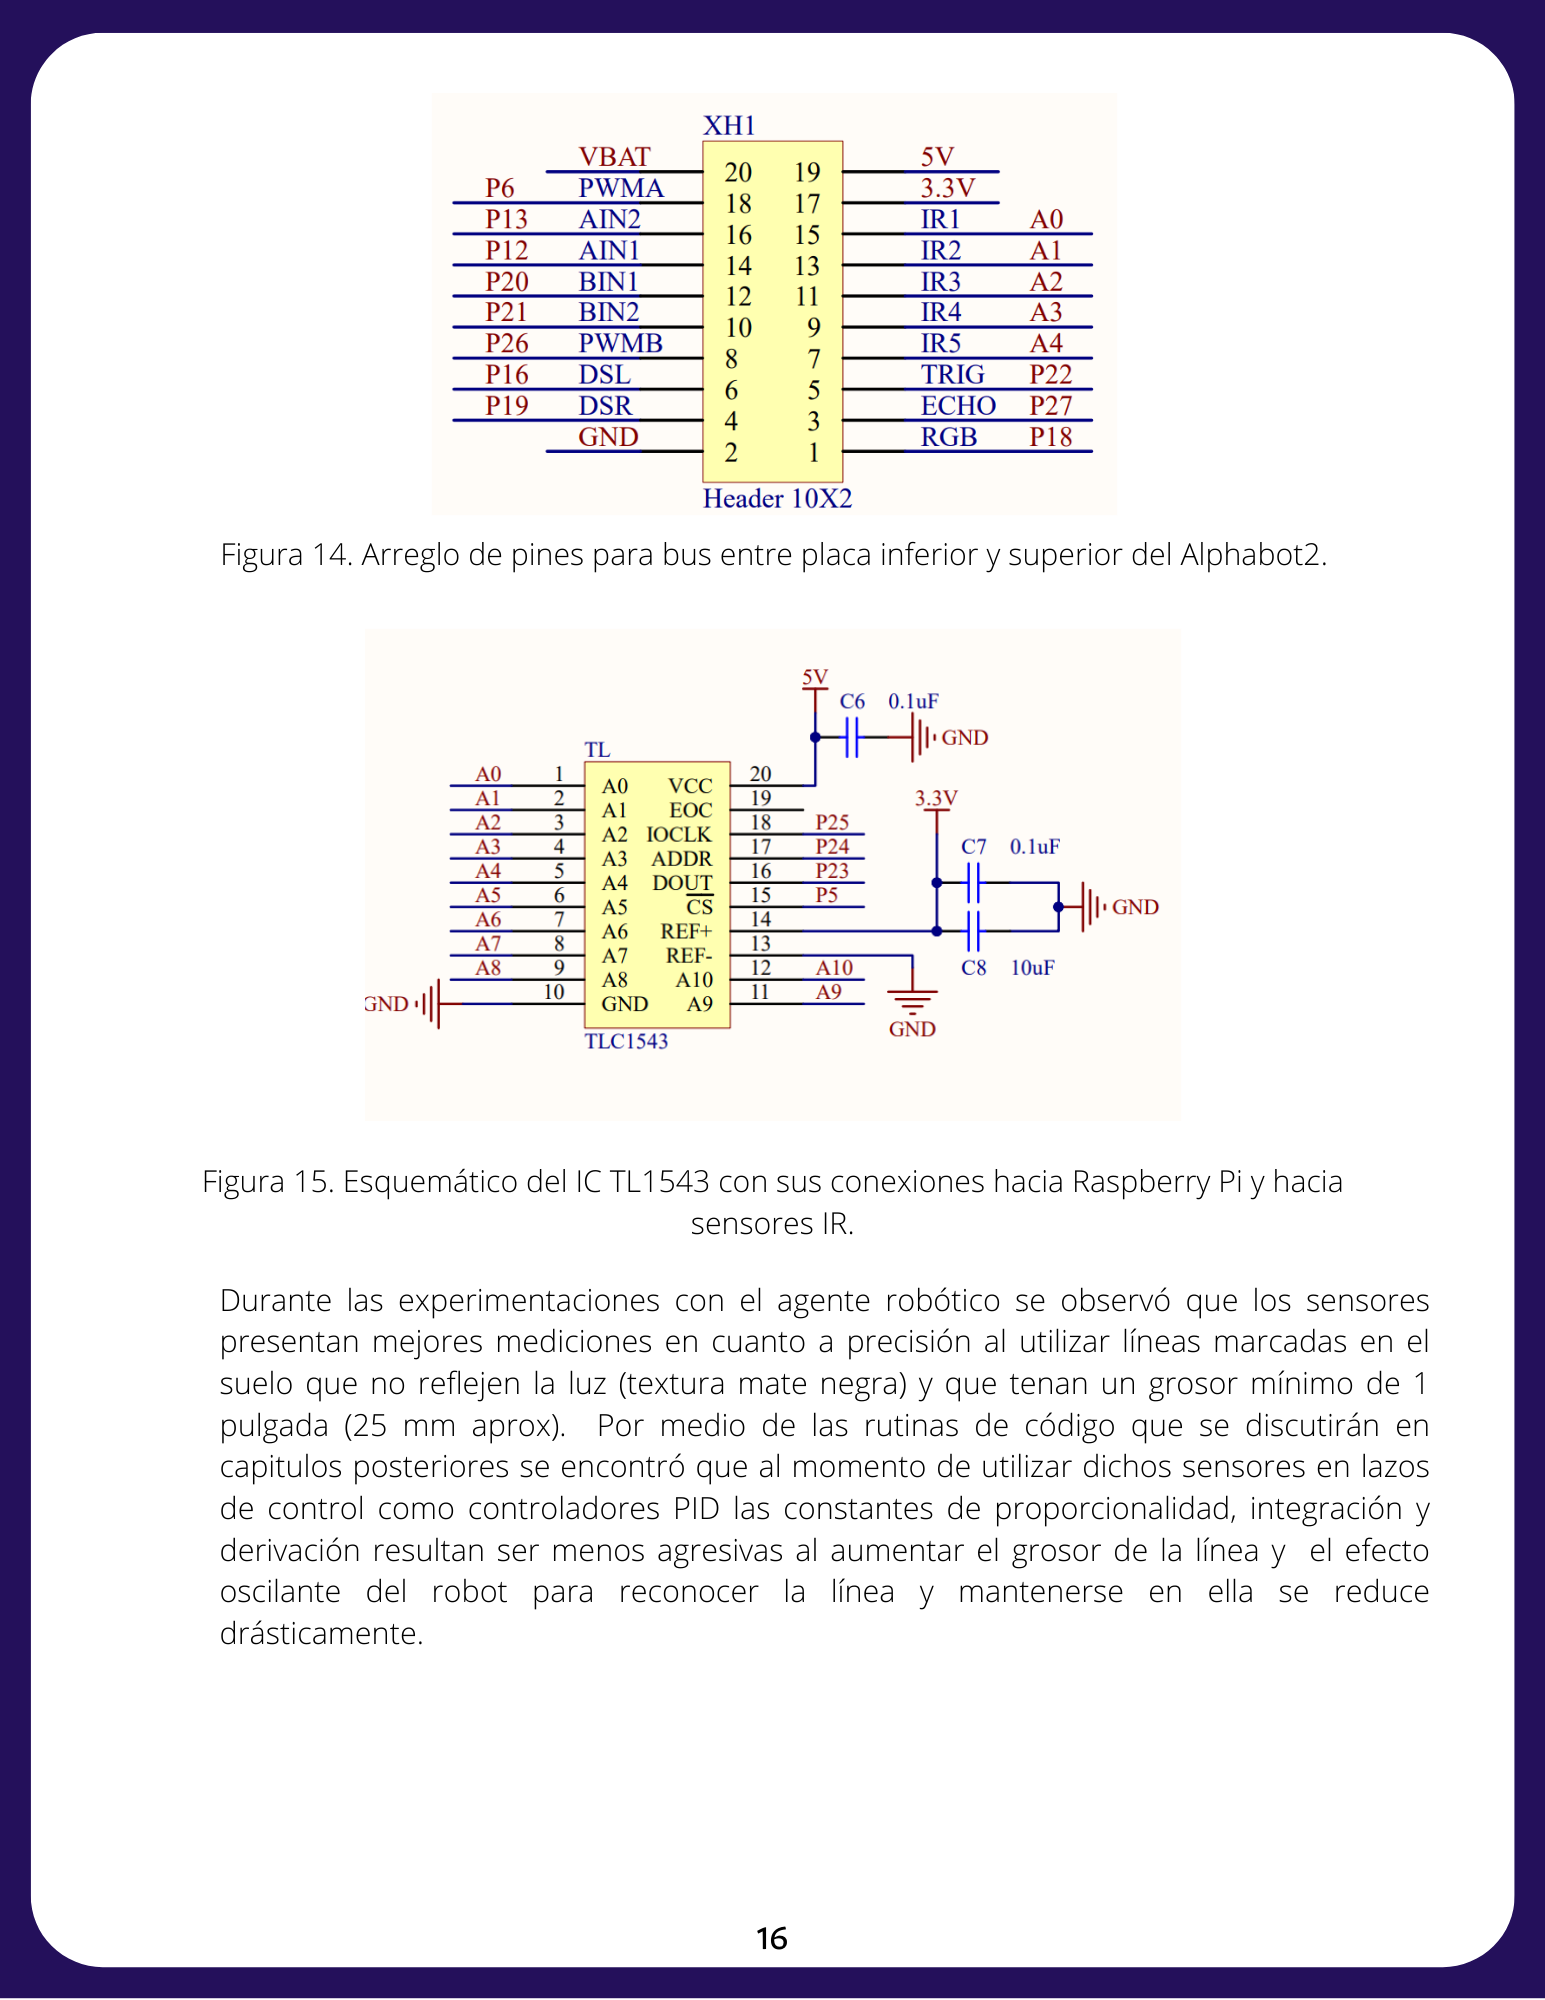 XH1
VBAT 20 19 5V
P6 PWMA 18 17 3.3V
P13 AIN2 16 15 IR1 A0
P12 AIN1 14 13 IR2 A1
P20 BIN1 12 11 IR3 A2
P21 BIN2 10 9 IR4 A3
P26 PWMB 8 7 IR5 A4
P16 DSL 6 5 TRIG P22
P19 DSR 4 3 ECHO P27
GND 2 1 RGB P18
Header 10X2
Figura 14. Arreglo de pines para bus entre placa inferior y superior del Alphabot2.
5V
C6 0.1uF
GND
TL
A0 1 A0 VCC 20
A1 2 A1 EOC 19 3.3V
A2 3 A2 IOCLK 18 P25
A3 4 A3 ADDR 17 P24 C7 0.1uF
A4 5 A4 DOUT 16 P23
A5 6 A5 CS 15 P5 GND
A6 7 A6 REF+ 14
A7 8 A7 REF- 13
A8 9 A8 A10 12 A10 C8 10uF
GND 10 GND A9 11 A9
GND
TLC1543
Figura 15. Esquemático del IC TL1543 con sus conexiones hacia Raspberry Pi y hacia
sensores IR.
Durante las experimentaciones con el agente robótico se observó que los sensores
presentan mejores mediciones en cuanto a precisión al utilizar líneas marcadas en el
suelo que no reflejen la luz (textura mate negra) y que tenan un grosor mínimo de 1
pulgada (25 mm aprox).  Por medio de las rutinas de código que se discutirán en
capitulos posteriores se encontró que al momento de utilizar dichos sensores en lazos
de control como controladores PID las constantes de proporcionalidad, integración y
derivación resultan ser menos agresivas al aumentar el grosor de la línea y  el efecto
oscilante del robot para reconocer la línea y mantenerse en ella se reduce
drásticamente.
16